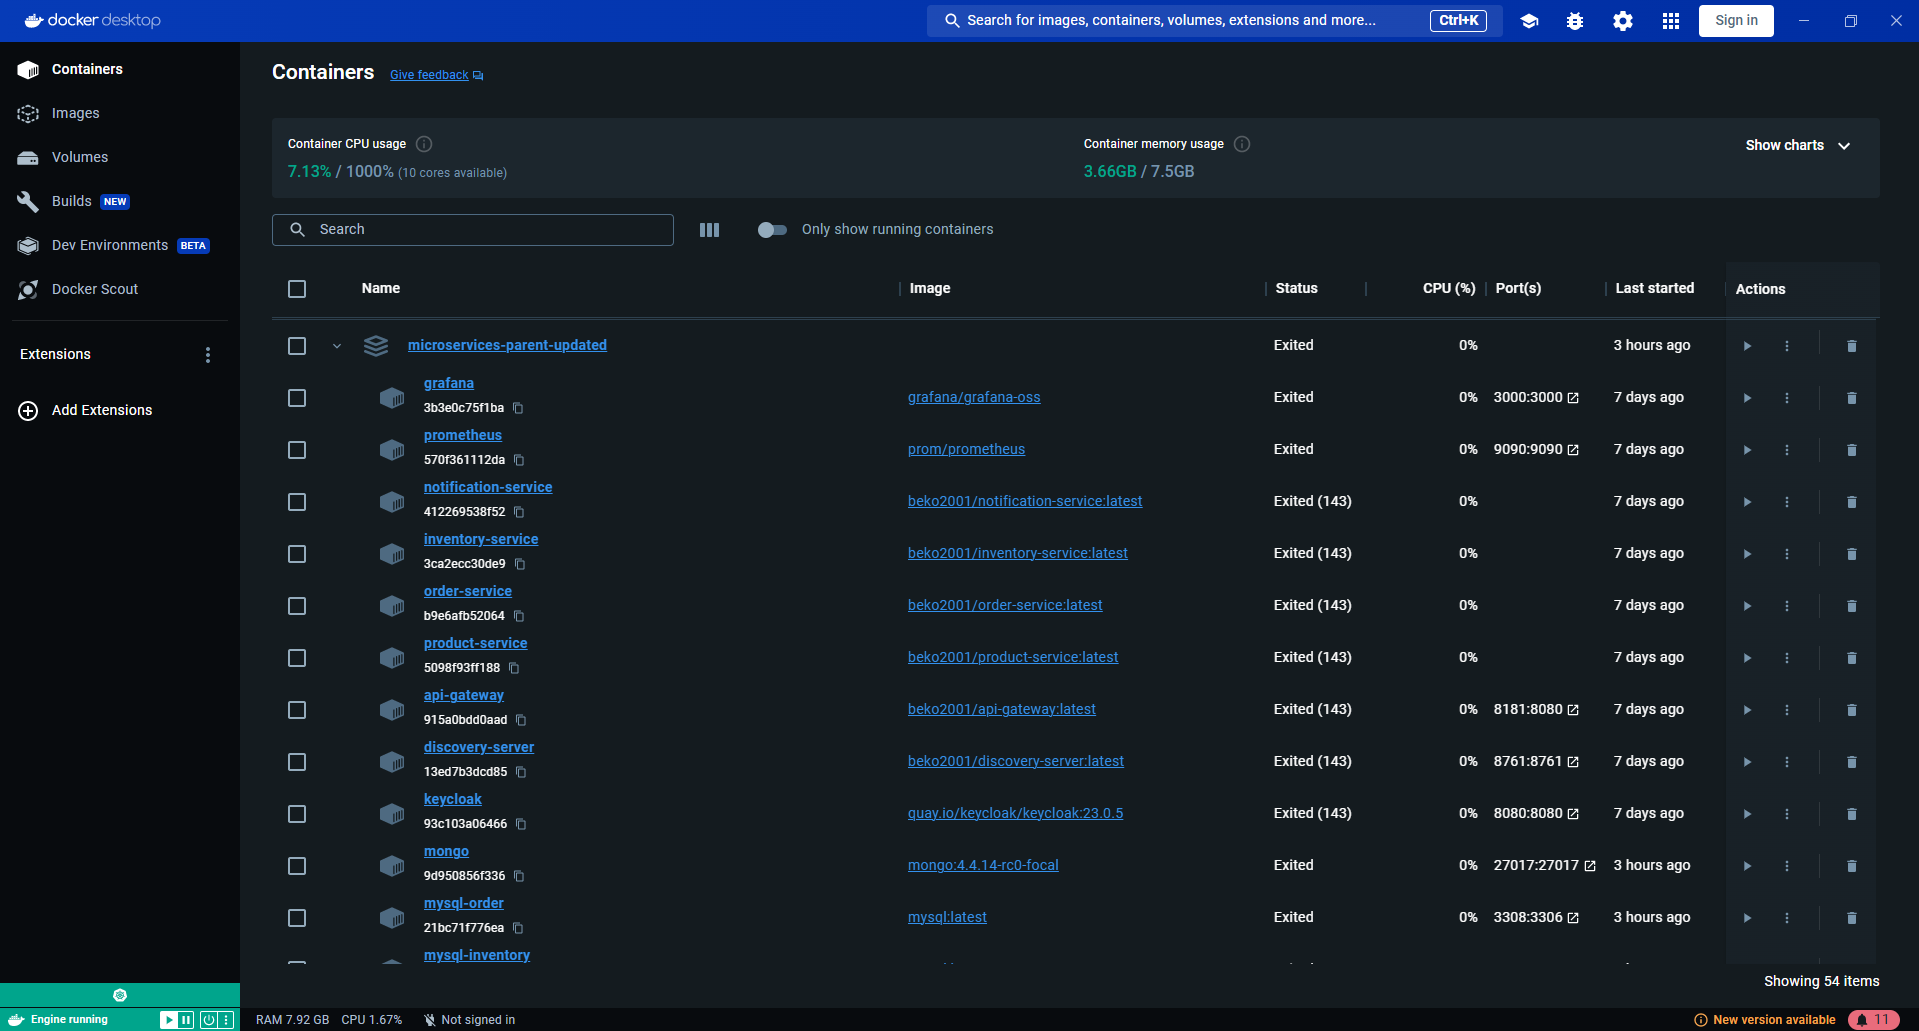 docker desktop
Search for images, containers, volumes, extensions and more...
Ctrl+K
Sign in
Containers
Images
Volumes
Builds NEW
Dev Environments BETA
Docker Scout
Extensions
Add Extensions
Containers Give feedback
Container CPU usage
7.13% / 1000% (10 cores available)
Container memory usage
3.66GB / 7.5GB
Show charts
Search
Only show running containers
Name Image Status CPU (%) Port(s) Last started Actions
microservices-parent-updated Exited 0% 3 hours ago
grafana
3b3e0c75f1ba
grafana/grafana-oss Exited 0% 3000:3000 7 days ago
prometheus
570f361112da
prom/prometheus Exited 0% 9090:9090 7 days ago
notification-service
412269538f52
beko2001/notification-service:latest Exited (143) 0% 7 days ago
inventory-service
3ca2ecc30de9
beko2001/inventory-service:latest Exited (143) 0% 7 days ago
order-service
b9e6afb52064
beko2001/order-service:latest Exited (143) 0% 7 days ago
product-service
5098f93ff188
beko2001/product-service:latest Exited (143) 0% 7 days ago
api-gateway
915a0bdd0aad
beko2001/api-gateway:latest Exited (143) 0% 8181:8080 7 days ago
discovery-server
13ed7b3dcd85
beko2001/discovery-server:latest Exited (143) 0% 8761:8761 7 days ago
keycloak
93c103a06466
quay.io/keycloak/keycloak:23.0.5 Exited (143) 0% 8080:8080 7 days ago
mongo
9d950856f336
mongo:4.4.14-rc0-focal Exited 0% 27017:27017 3 hours ago
mysql-order
21bc71f776ea
mysql:latest Exited 0% 3308:3306 3 hours ago
mysql-inventory
Showing 54 items
Engine running
RAM 7.92 GB CPU 1.67% Not signed in
New version available 11